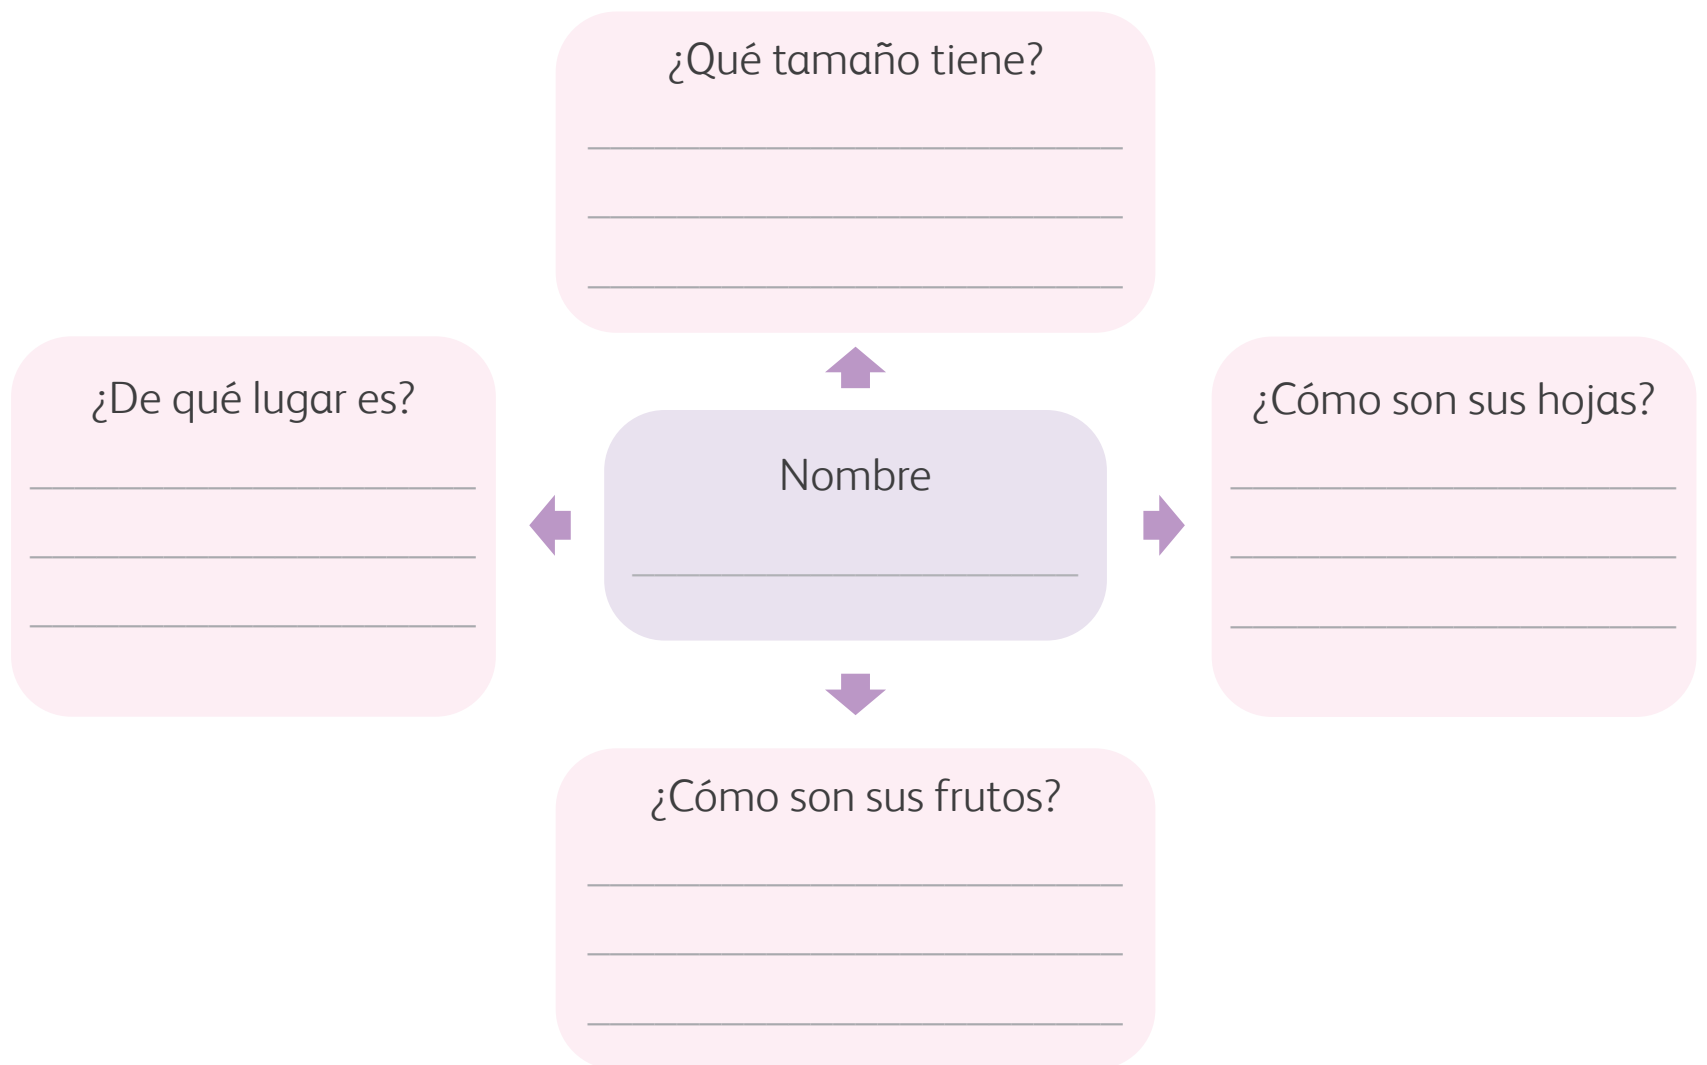 ¿Qué tamaño tiene?
¿De qué lugar es?
¿Cómo son sus hojas?
Nombre
¿Cómo son sus frutos?